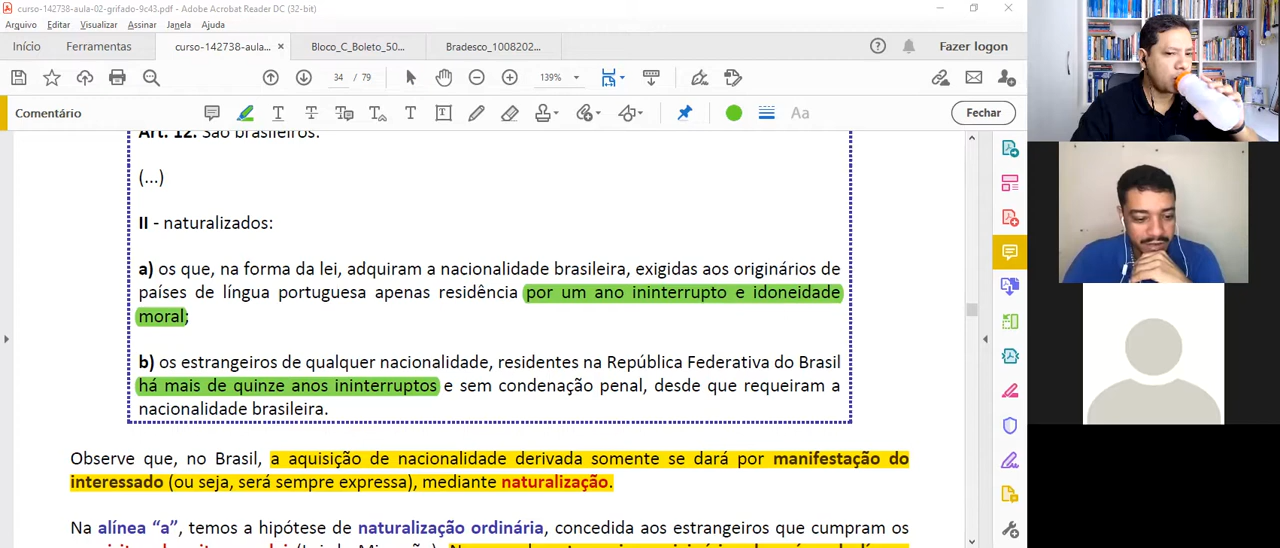 curso-142738-aula-02-grifado-9c43.pdf - Adobe Acrobat Reader DC (32-bit)
Arquivo Editar Visualizar Assinar Janela Ajuda
Início Ferramentas curso-142738-aula... × Bloco_C_Boleto_50... Bradesco_1008202... Fazer logon
34 / 79 139%
Comentário Aa Fechar
Art. 12. São brasileiros:
(...)
II - naturalizados:
a) os que, na forma da lei, adquiram a nacionalidade brasileira, exigidas aos originários de
países de língua portuguesa apenas residência por um ano ininterrupto e idoneidade
moral;
b) os estrangeiros de qualquer nacionalidade, residentes na República Federativa do Brasil
há mais de quinze anos ininterruptos e sem condenação penal, desde que requeiram a
nacionalidade brasileira.
Observe que, no Brasil, a aquisição de nacionalidade derivada somente se dará por manifestação do
interessado (ou seja, será sempre expressa), mediante naturalização.
Na alínea “a”, temos a hipótese de naturalização ordinária, concedida aos estrangeiros que cumpram os